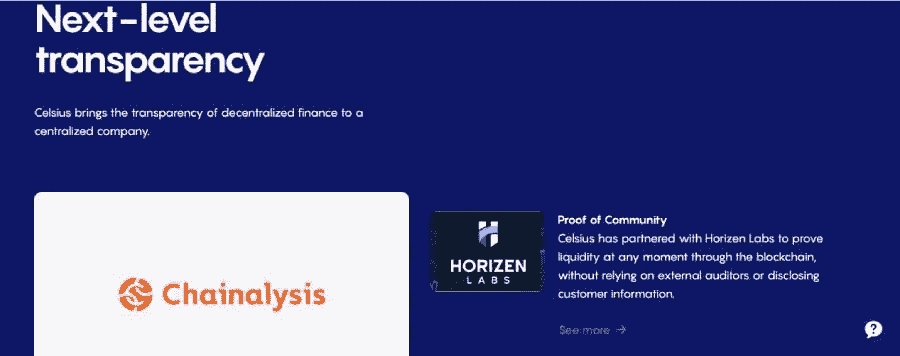 Next-level
transparency
Celsius brings the transparency of decentralized finance to a
centralized company.
Chainalysis
HORIZEN
LABS
Proof of Community
Celsius has partnered with Horizen Labs to prove
liquidity at any moment through the blockchain,
without relying on external auditors or disclosing
customer information.
See more →
?